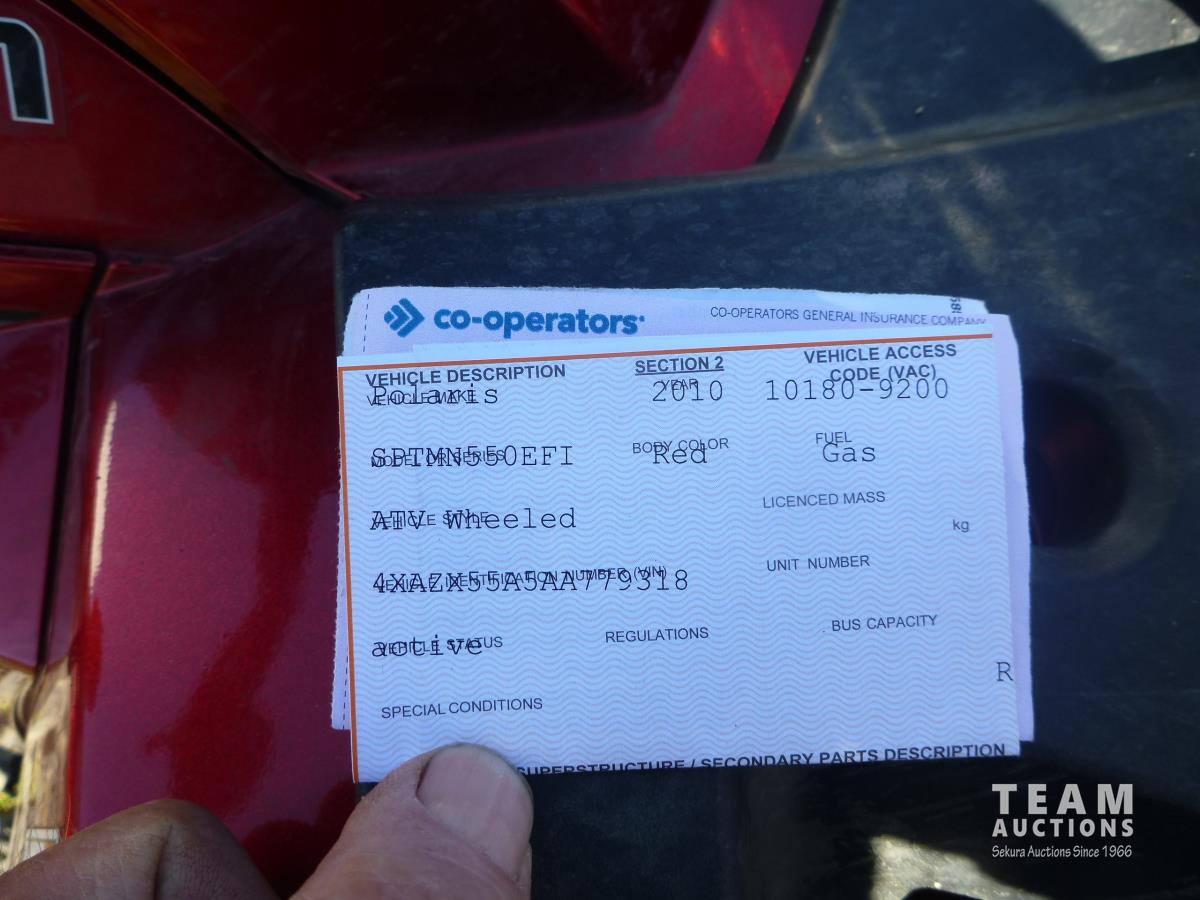 co-operators
CO-OPERATORS GENERAL INSURANCE COMPANY
VEHICLE DESCRIPTION SECTION 2 VEHICLE ACCESS CODE (VAC)
VEHICLE MAKE YEAR
Polaris 2010 10180-9200
MODEL OR SERIES BODY COLOR FUEL
SPTMN550EFI Red Gas
VEHICLE STYLE LICENCED MASS
ATV Wheeled kg
VEHICLE IDENTIFICATION NUMBER (VIN) UNIT NUMBER
4XAZX55A5AA779318
VEHICLE STATUS REGULATIONS BUS CAPACITY
active
R
SPECIAL CONDITIONS
SUPERSTRUCTURE / SECONDARY PARTS DESCRIPTION
TEAM
AUCTIONS
Sekura Auctions Since 1966